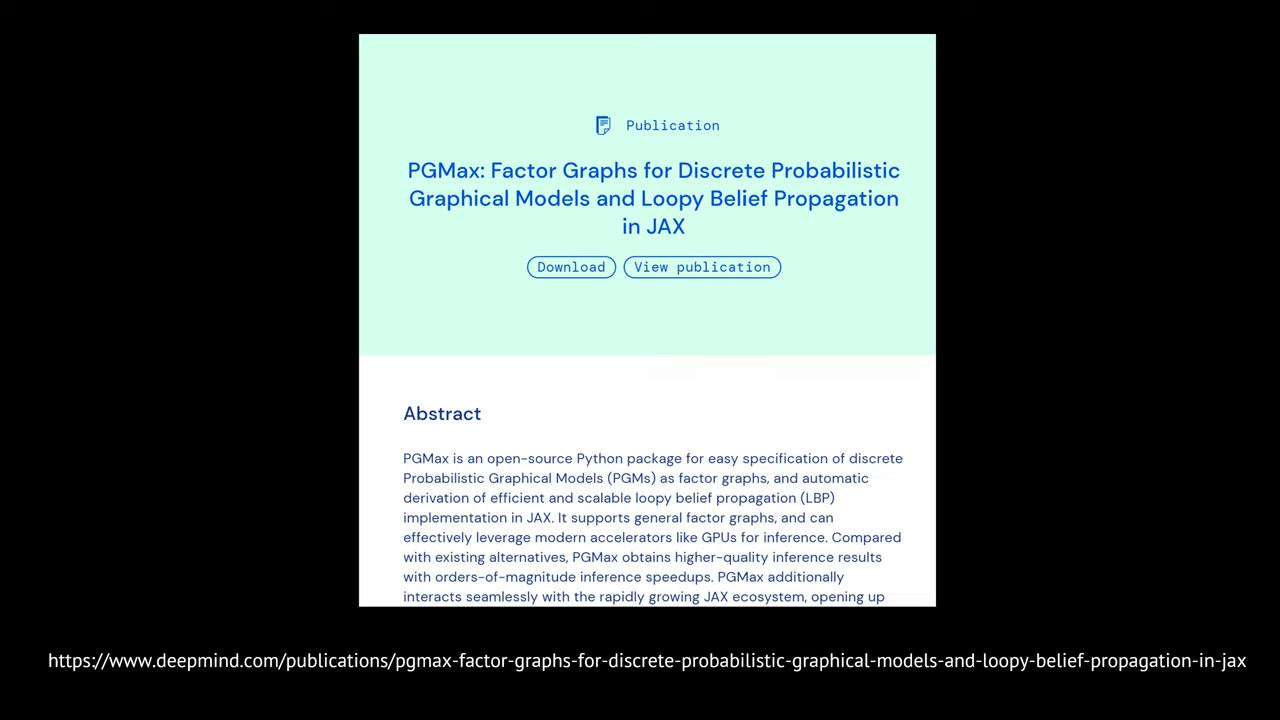 Publication
PGMax: Factor Graphs for Discrete Probabilistic
Graphical Models and Loopy Belief Propagation
in JAX
Download View publication
Abstract
PGMax is an open-source Python package for easy specification of discrete
Probabilistic Graphical Models (PGMs) as factor graphs, and automatic
derivation of efficient and scalable loopy belief propagation (LBP)
implementation in JAX. It supports general factor graphs, and can
effectively leverage modern accelerators like GPUs for inference. Compared
with existing alternatives, PGMax obtains higher-quality inference results
with orders-of-magnitude inference speedups. PGMax additionally
interacts seamlessly with the rapidly growing JAX ecosystem, opening up
https://www.deepmind.com/publications/pgmax-factor-graphs-for-discrete-probabilistic-graphical-models-and-loopy-belief-propagation-in-jax